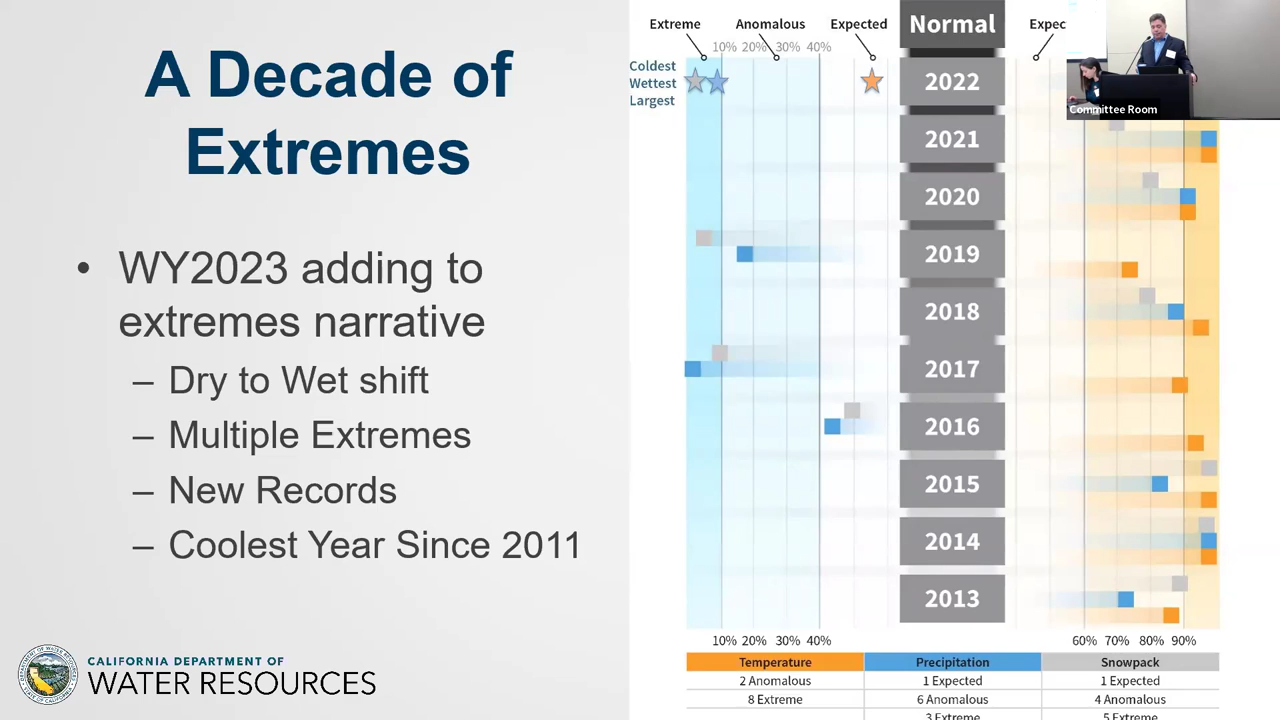 A Decade of
Extremes
• WY2023 adding to
extremes narrative
– Dry to Wet shift
– Multiple Extremes
– New Records
– Coolest Year Since 2011
CALIFORNIA DEPARTMENT OF
WATER RESOURCES
Extreme Anomalous Expected Normal Expec
10% 20% 30% 40%
Coldest
Wettest
Largest
2022
Committee Room
2021
2020
2019
2018
2017
2016
2015
2014
2013
10% 20% 30% 40% 60% 70% 80% 90%
Temperature Precipitation Snowpack
2 Anomalous 1 Expected 1 Expected
8 Extreme 6 Anomalous 4 Anomalous
3 Extreme 5 Extreme